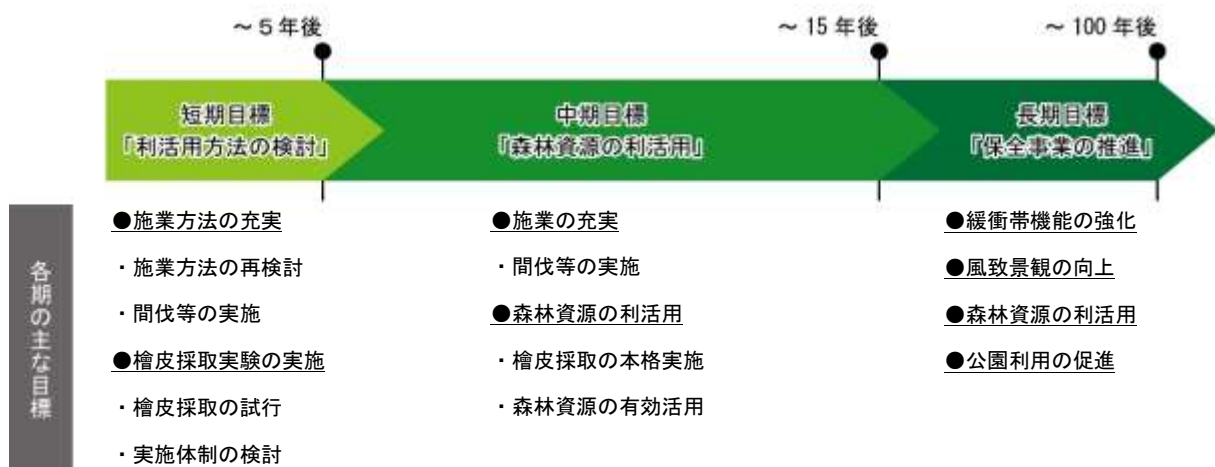 ～５年後
～15年後
～100年後
短期目標
「利活用方法の検討」
中期目標
「森林資源の利活用」
長期目標
「保全事業の推進」
各期の主な目標
●施業方法の充実
・施業方法の再検討
・間伐等の実施
●檜皮採取実験の実施
・檜皮採取の試行
・実施体制の検討
●施業の充実
・間伐等の実施
●森林資源の利活用
・檜皮採取の本格実施
・森林資源の有効活用
●緩衝帯機能の強化
●風致景観の向上
●森林資源の利活用
●公園利用の促進